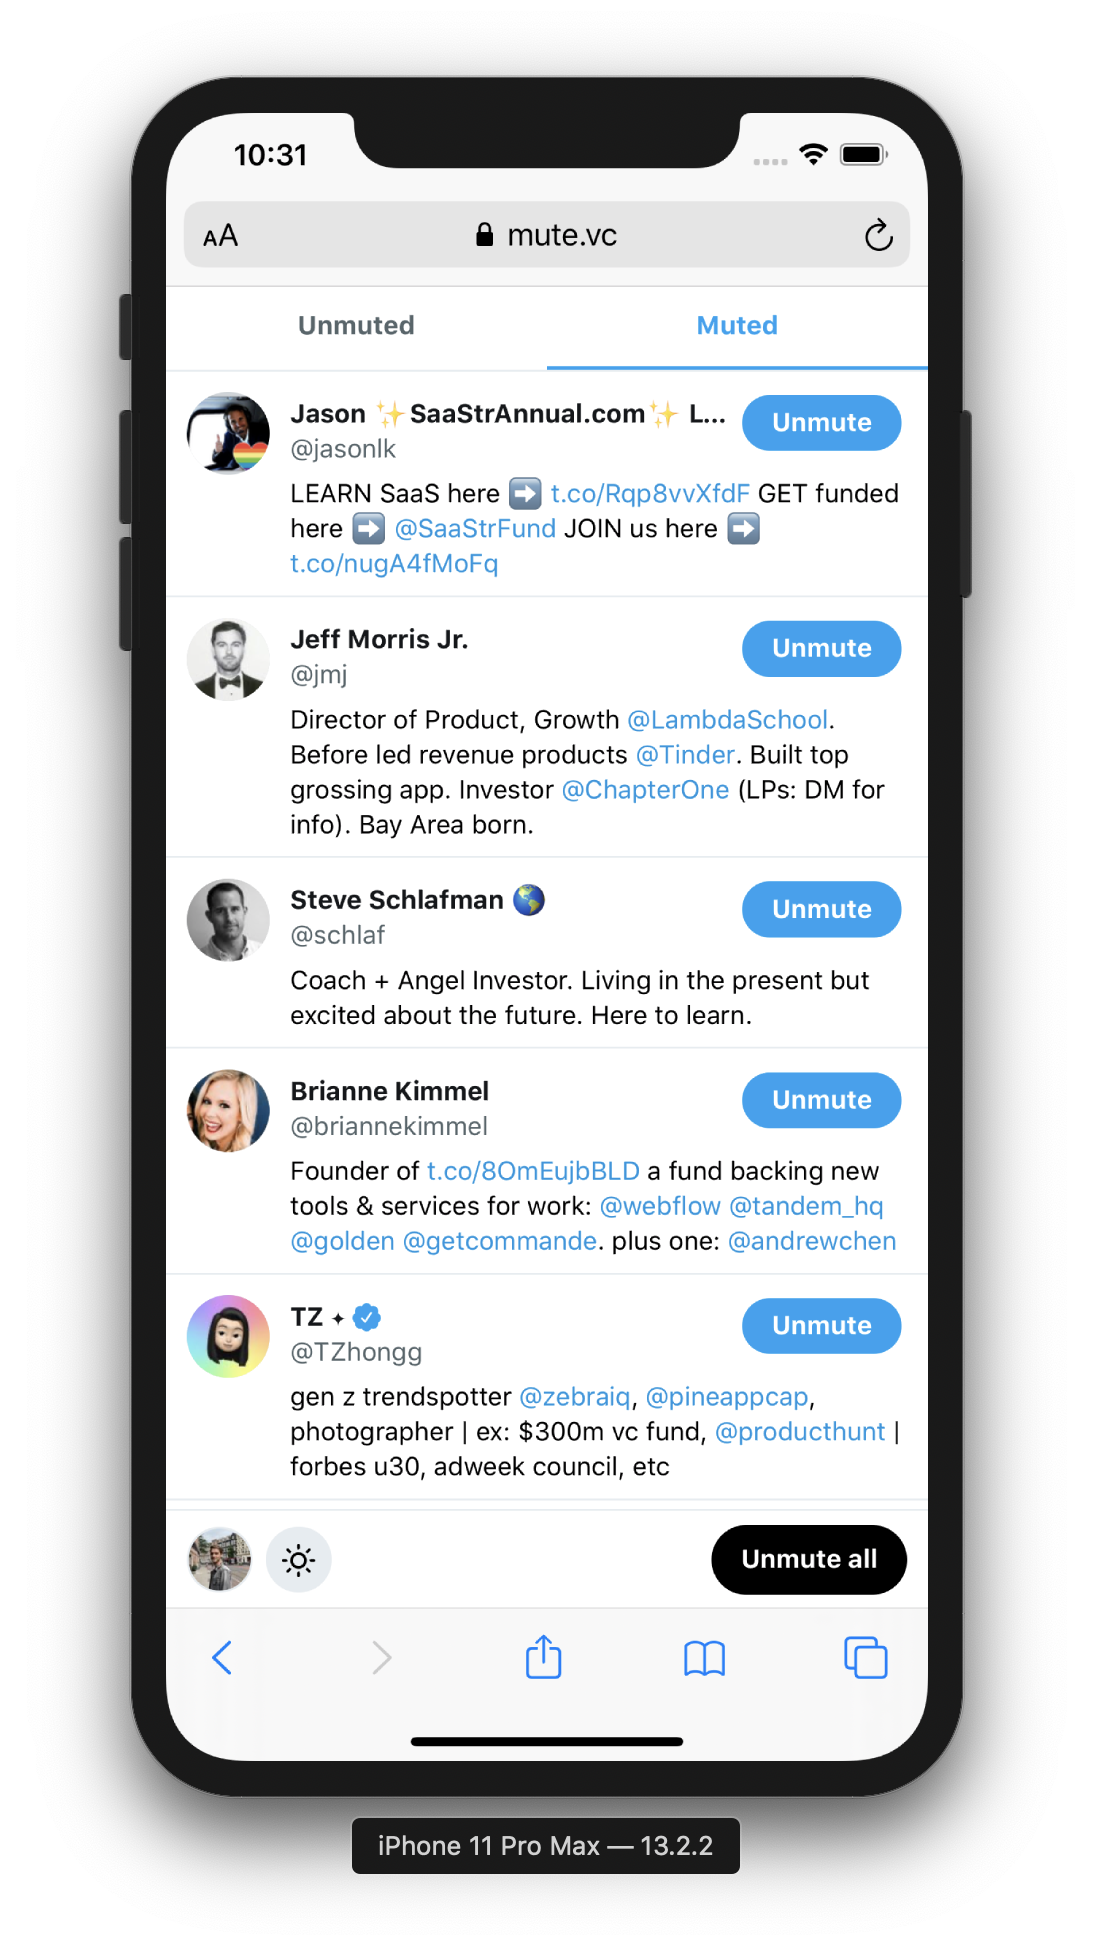 10:31
AA mute.vc
Unmuted Muted
Jason ✨SaaStrAnnual.com✨ L... Unmute
@jasonlk
LEARN SaaS here ➡️ t.co/Rqp8vvXfdF GET funded
here ➡️ @SaaStrFund JOIN us here ➡️
t.co/nugA4fMoFq
Jeff Morris Jr. Unmute
@jmj
Director of Product, Growth @LambdaSchool.
Before led revenue products @Tinder. Built top
grossing app. Investor @ChapterOne (LPs: DM for
info). Bay Area born.
Steve Schlafman 🌎 Unmute
@schlaf
Coach + Angel Investor. Living in the present but
excited about the future. Here to learn.
Brianne Kimmel Unmute
@briannekimmel
Founder of t.co/8OmEujbBLD a fund backing new
tools & services for work: @webflow @tandem_hq
@golden @getcommande. plus one: @andrewchen
TZ ✦ Unmute
@TZhongg
gen z trendspotter @zebraiq, @pineappcap,
photographer | ex: $300m vc fund, @producthunt |
forbes u30, adweek council, etc
Unmute all
iPhone 11 Pro Max — 13.2.2